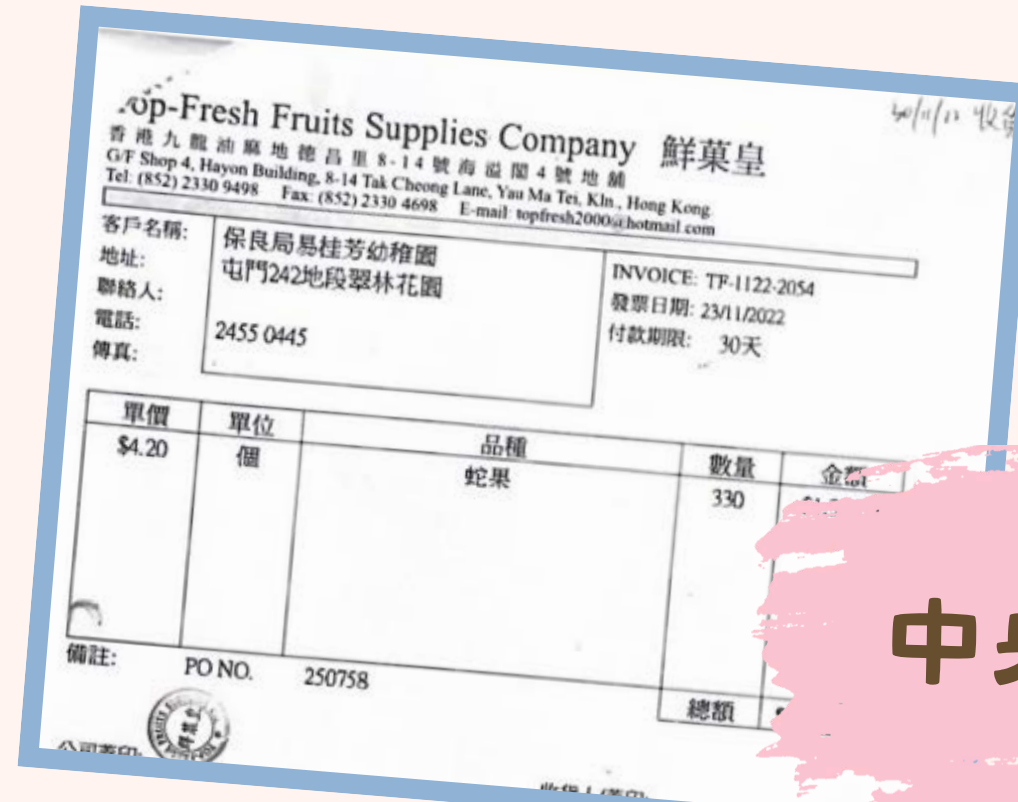 Top-Fresh Fruits Supplies Company 鮮菓皇
香港九龍油麻地德昌里8-14號海溢閣4號地舖
G/F Shop 4, Hayon Building, 8-14 Tak Cheong Lane, Yau Ma Tei, Kln., Hong Kong
Tel: (852) 2330 9498 Fax: (852) 2330 4698 E-mail: topfresh2000@hotmail.com
客戶名稱: 保良局易桂芳幼稚園
地址: 屯門242地段翠林花園
聯絡人:
電話: 2455 0445
傳真:
INVOICE: TF-1122-2054
發票日期: 23/11/2022
付款期限: 30天
單價 單位 品種 數量 金額
$4.20 個 蛇果 330
備註: PO NO. 250758
總額
公司蓋印:
中